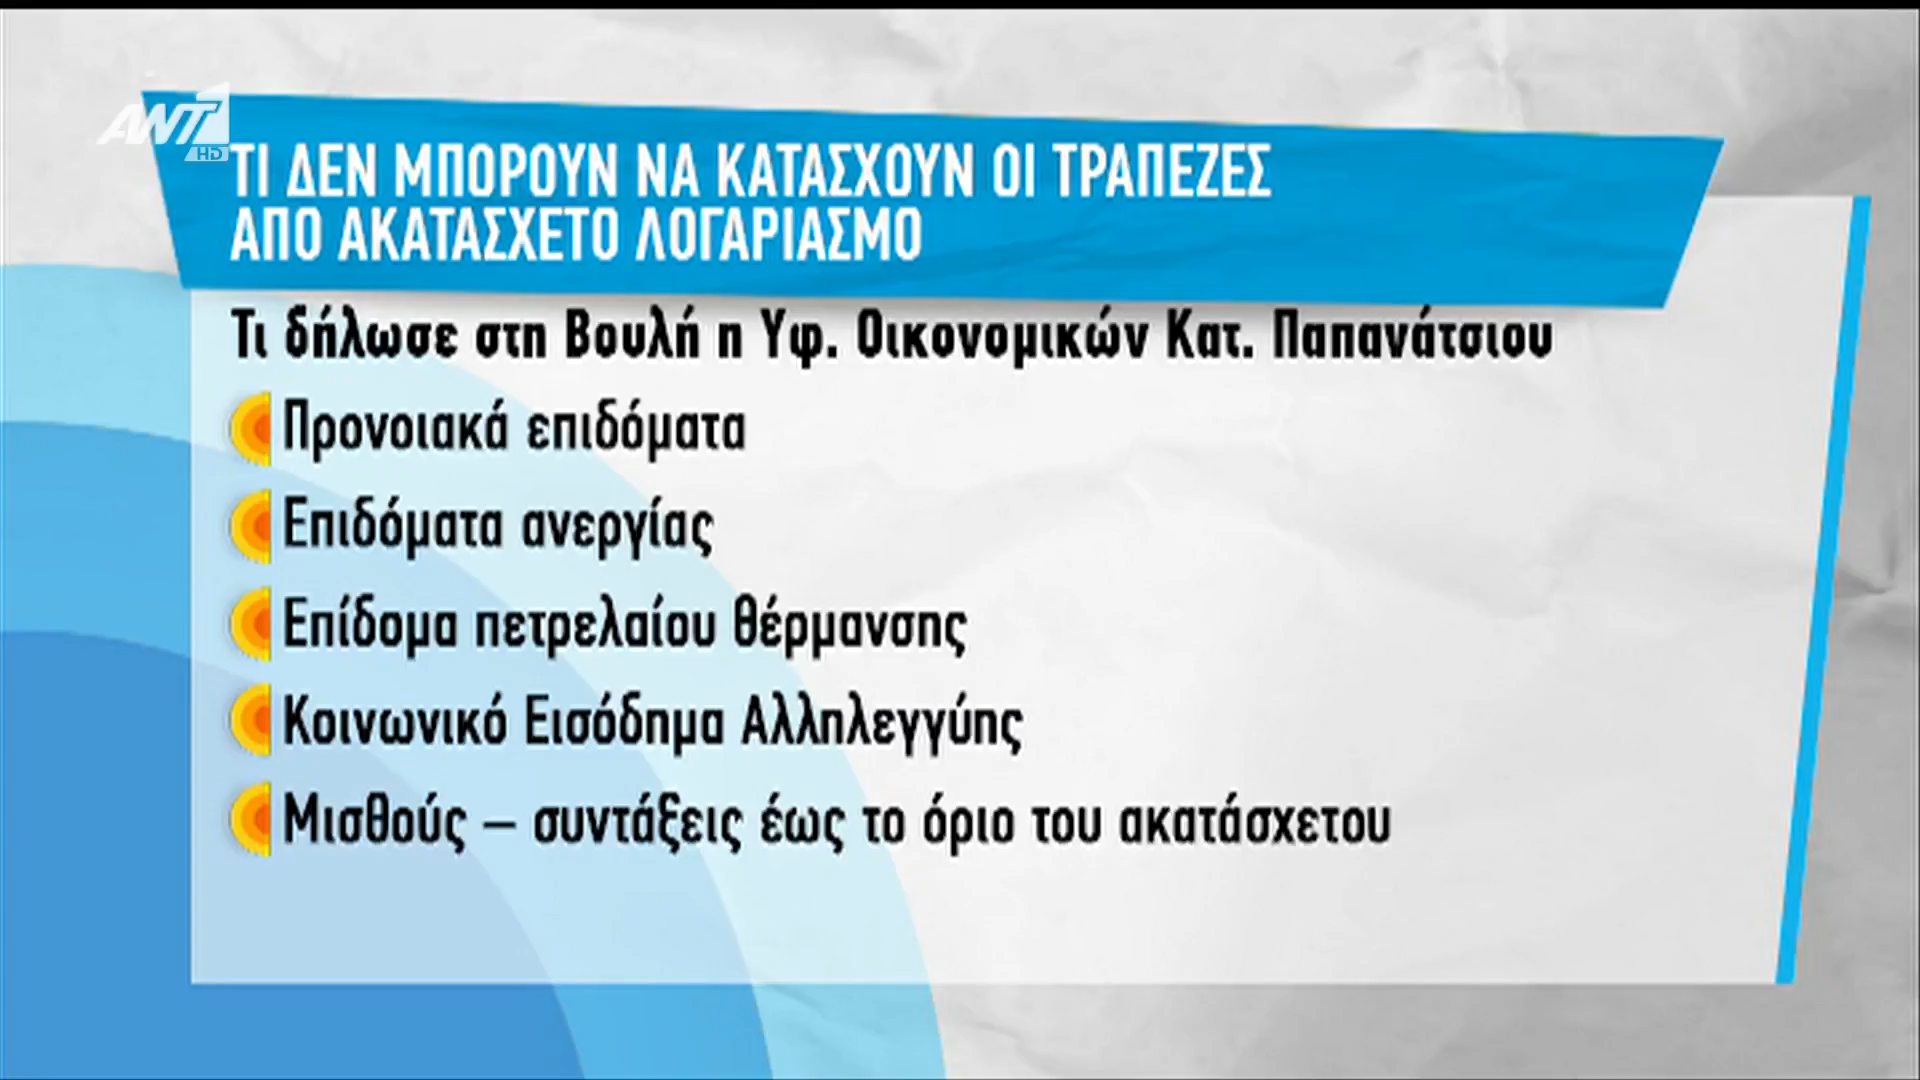 ANT1
HD
ΤΙ ΔΕΝ ΜΠΟΡΟΥΝ ΝΑ ΚΑΤΑΣΧΟΥΝ ΟΙ ΤΡΑΠΕΖΕΣ
ΑΠΟ ΑΚΑΤΑΣΧΕΤΟ ΛΟΓΑΡΙΑΣΜΟ
Τι δήλωσε στη Βουλή η Υφ. Οικονομικών Κατ. Παπανάτσιου
Προνοιακά επιδόματα
Επιδόματα ανεργίας
Επίδομα πετρελαίου θέρμανσης
Κοινωνικό Εισόδημα Αλληλεγγύης
Μισθούς – συντάξεις έως το όριο του ακατάσχετου